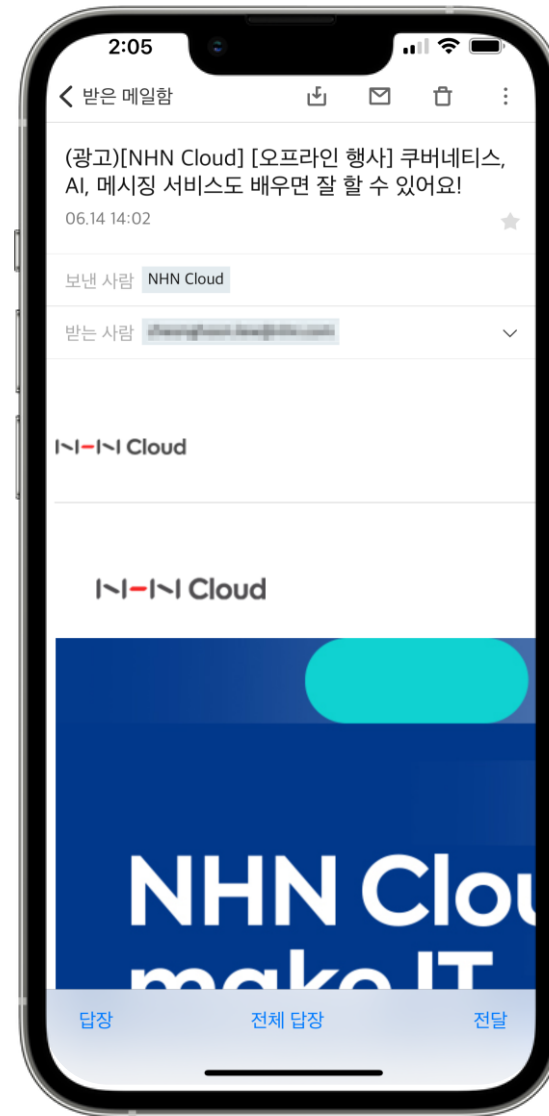 2:05
받은 메일함
(광고)[NHN Cloud] [오프라인 행사] 쿠버네티스,
AI, 메시징 서비스도 배우면 잘 할 수 있어요!
06.14 14:02
보낸 사람 NHN Cloud
받는 사람
NHN Cloud
NHN Cloud
NHN Clou
make IT
답장 전체 답장 전달